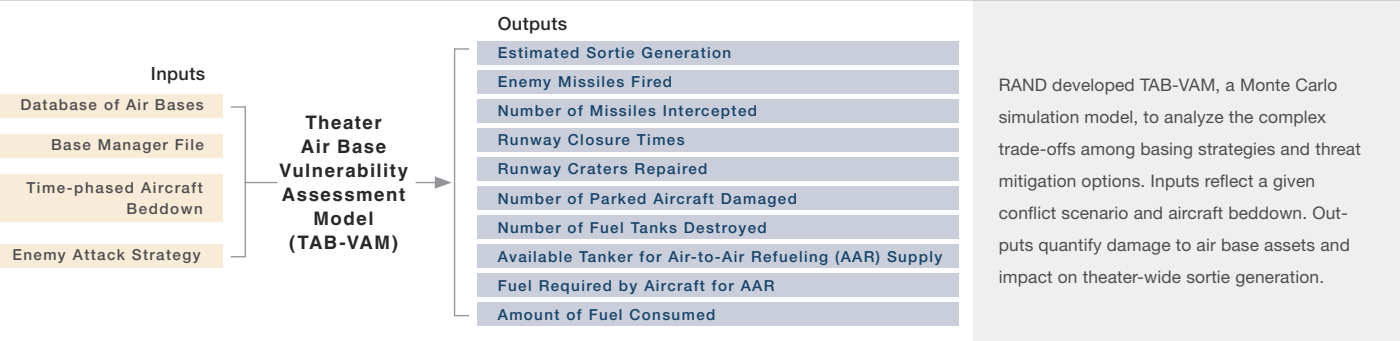 Inputs
Database of Air Bases
Base Manager File
Time-phased Aircraft
Beddown
Enemy Attack Strategy
Theater
Air Base
Vulnerability
Assessment
Model
(TAB-VAM)
Outputs
Estimated Sortie Generation
Enemy Missiles Fired
Number of Missiles Intercepted
Runway Closure Times
Runway Craters Repaired
Number of Parked Aircraft Damaged
Number of Fuel Tanks Destroyed
Available Tanker for Air-to-Air Refueling (AAR) Supply
Fuel Required by Aircraft for AAR
Amount of Fuel Consumed
RAND developed TAB-VAM, a Monte Carlo
simulation model, to analyze the complex
trade-offs among basing strategies and threat
mitigation options. Inputs reflect a given
conflict scenario and aircraft beddown. Out-
puts quantify damage to air base assets and
impact on theater-wide sortie generation.